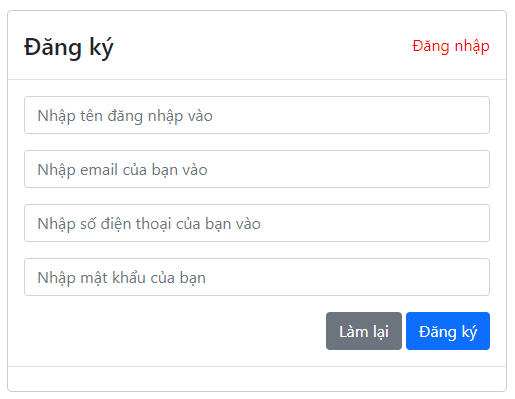 Đăng ký
Đăng nhập
Nhập tên đăng nhập vào
Nhập email của bạn vào
Nhập số điện thoại của bạn vào
Nhập mật khẩu của bạn
Làm lại
Đăng ký